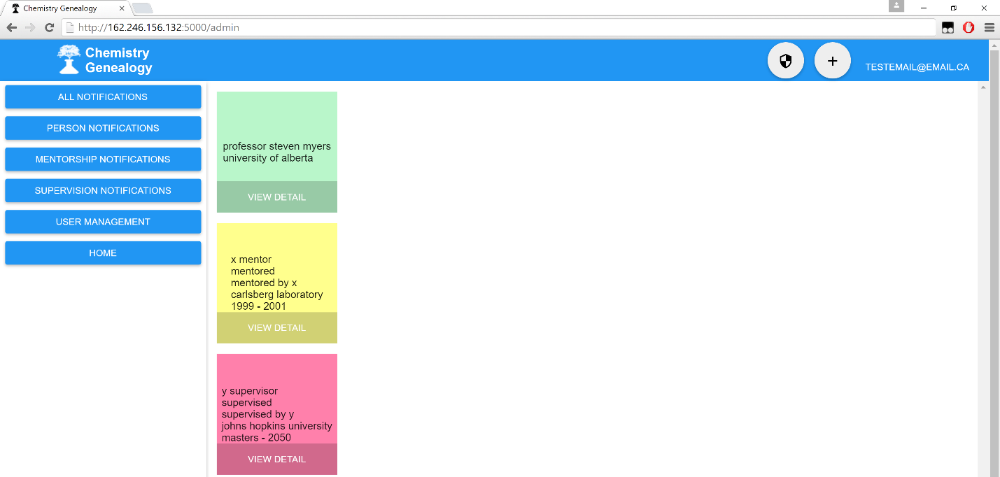 Chemistry Genealogy
http://162.246.156.132:5000/admin
Chemistry
Genealogy
TESTEMAIL@EMAIL.CA
ALL NOTIFICATIONS
PERSON NOTIFICATIONS
MENTORSHIP NOTIFICATIONS
SUPERVISION NOTIFICATIONS
USER MANAGEMENT
HOME
professor steven myers
university of alberta
VIEW DETAIL
x mentor
mentored
mentored by x
carlsberg laboratory
1999 - 2001
VIEW DETAIL
y supervisor
supervised
supervised by y
johns hopkins university
masters - 2050
VIEW DETAIL